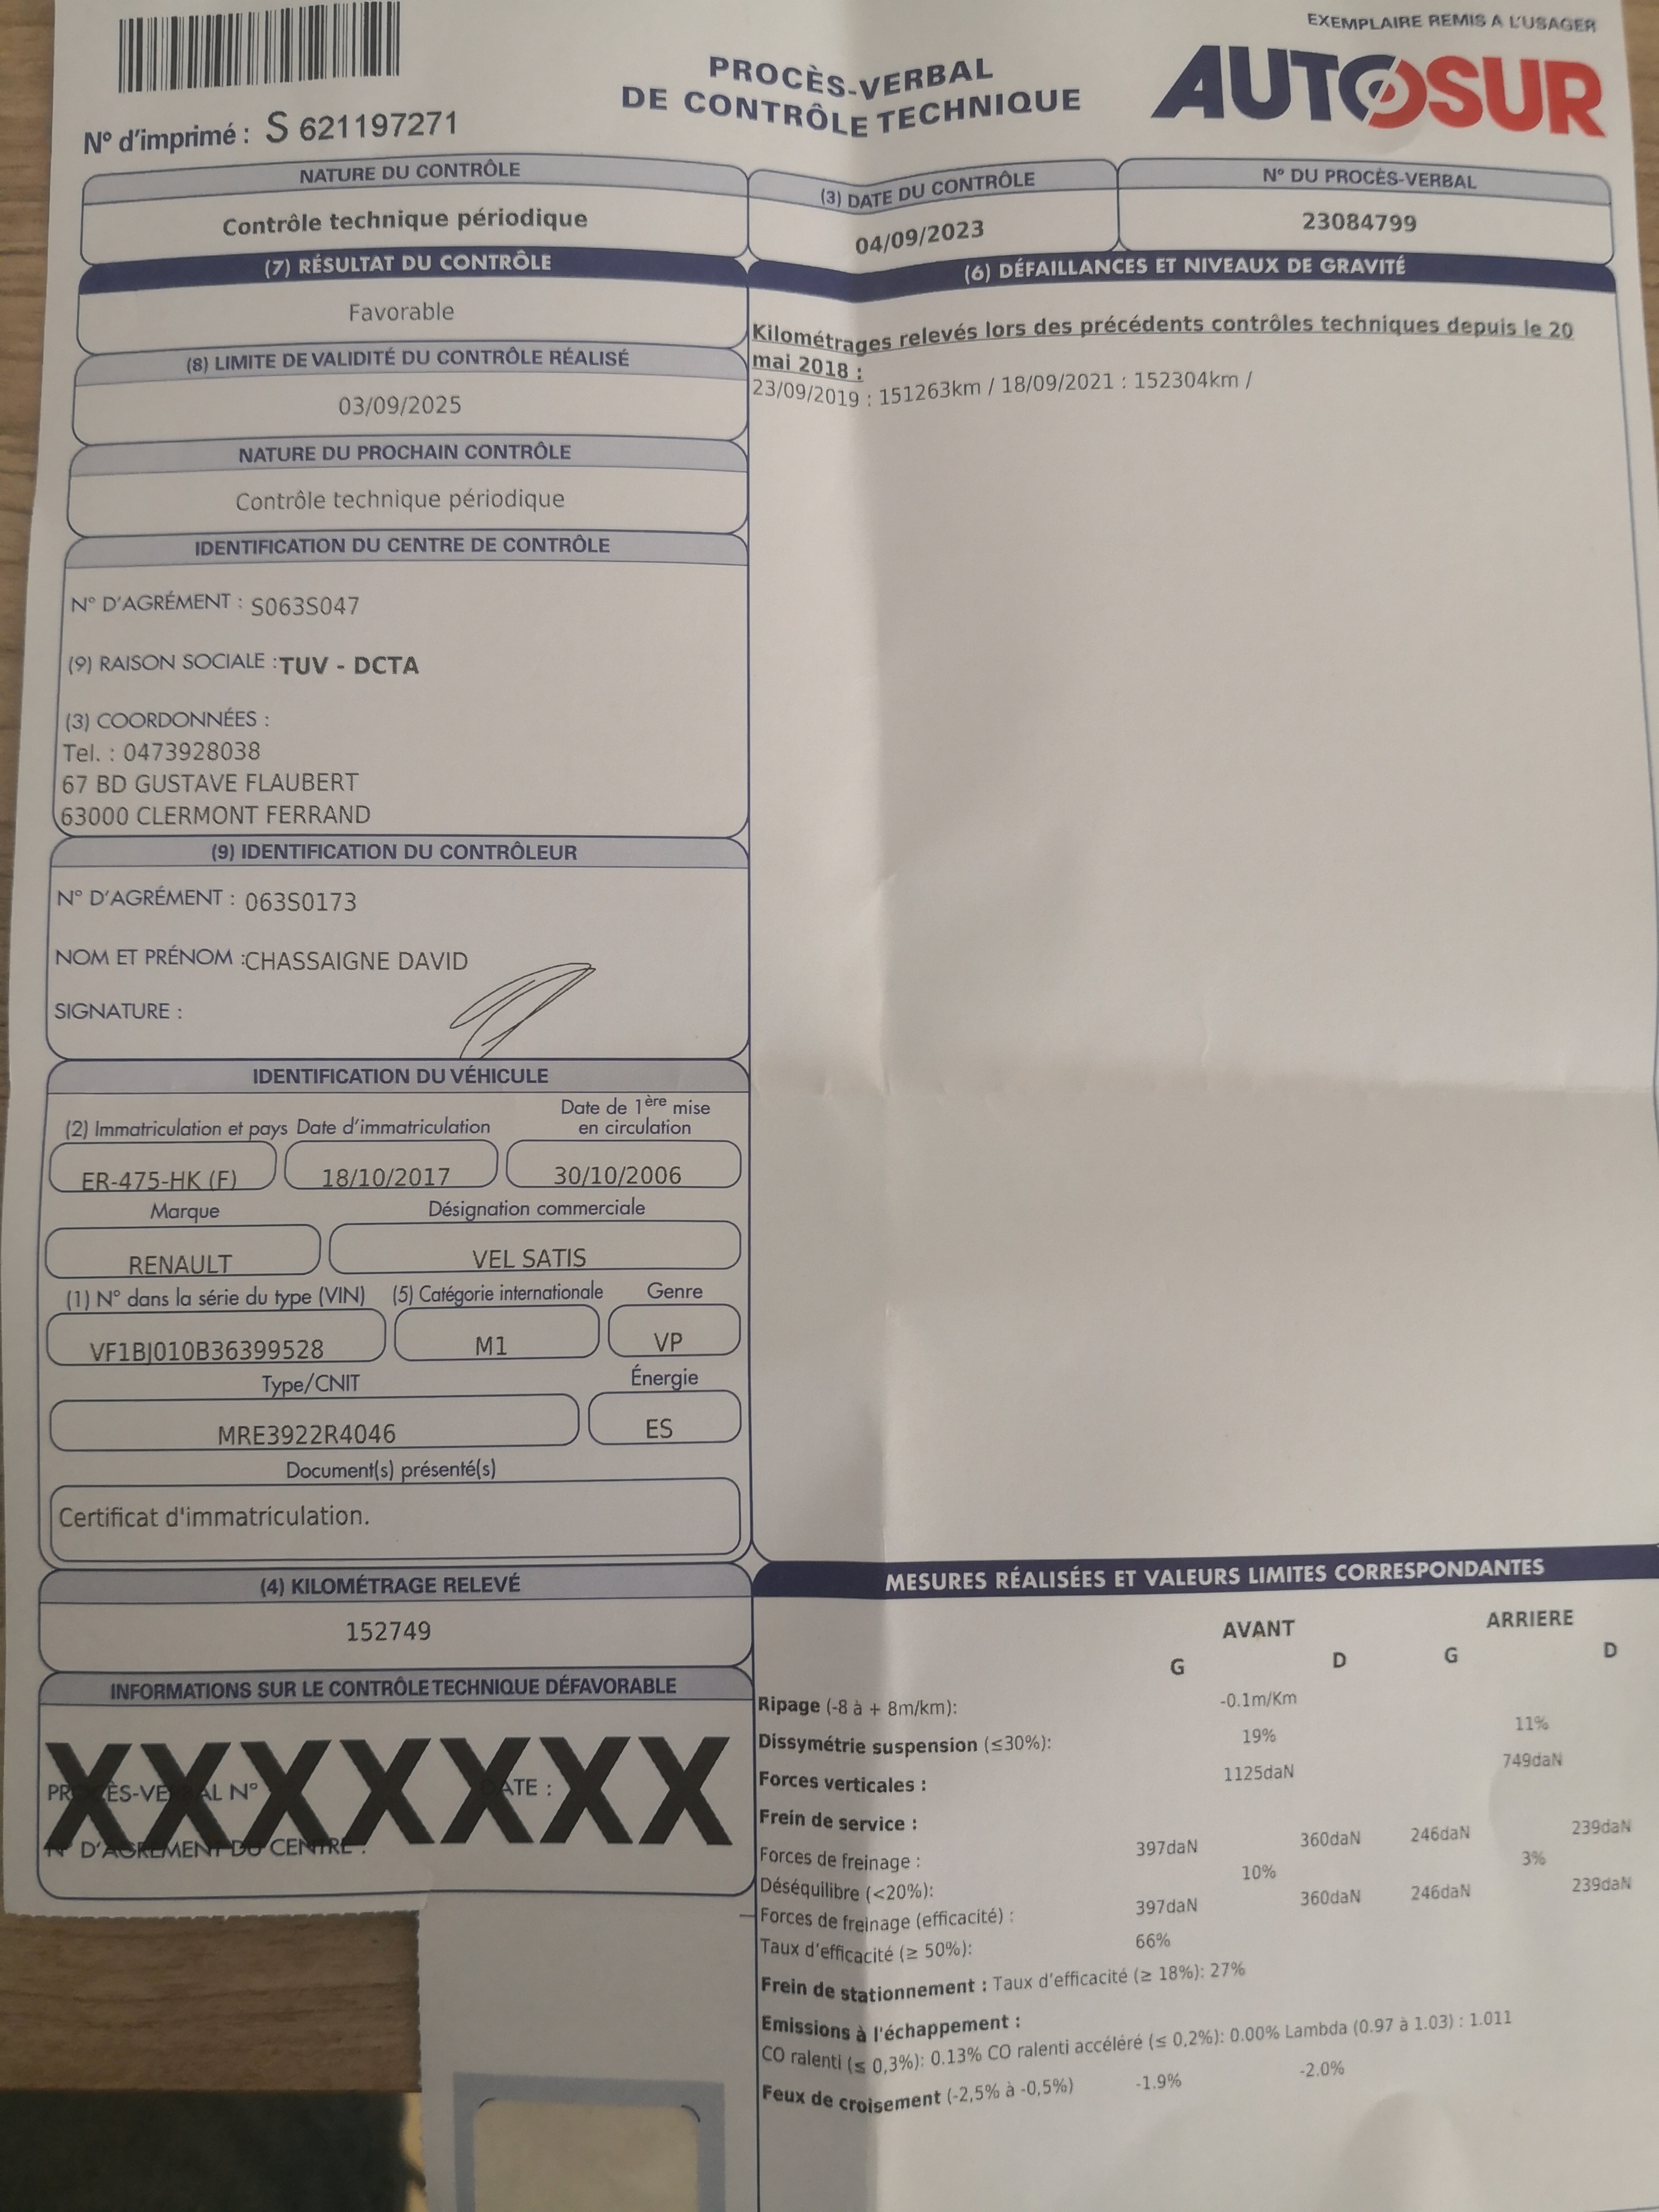 EXEMPLAIRE REMIS A L'USAGER
AUTOSUR
PROCÈS-VERBAL
DE CONTRÔLE TECHNIQUE
N° d'imprimé : S 621197271
NATURE DU CONTRÔLE
Contrôle technique périodique
(3) DATE DU CONTRÔLE
04/09/2023
N° DU PROCÈS-VERBAL
23084799
(7) RÉSULTAT DU CONTRÔLE
Favorable
(8) LIMITE DE VALIDITÉ DU CONTRÔLE RÉALISÉ
03/09/2025
NATURE DU PROCHAIN CONTRÔLE
Contrôle technique périodique
IDENTIFICATION DU CENTRE DE CONTRÔLE
N° D'AGRÉMENT : S063S047
(9) RAISON SOCIALE : TUV - DCTA
(3) COORDONNÉES :
Tel. : 0473928038
67 BD GUSTAVE FLAUBERT
63000 CLERMONT FERRAND
(9) IDENTIFICATION DU CONTRÔLEUR
N° D'AGRÉMENT : 063S0173
NOM ET PRÉNOM : CHASSAIGNE DAVID
SIGNATURE :
IDENTIFICATION DU VÉHICULE
(2) Immatriculation et pays Date d'immatriculation Date de 1ère mise
en circulation
ER-475-HK (F) 18/10/2017 30/10/2006
Marque Désignation commerciale
RENAULT VEL SATIS
(1) N° dans la série du type (VIN) (5) Catégorie internationale Genre
VF1BJ010B36399528 M1 VP
Type/CNIT Énergie
MRE3922R4046 ES
Document(s) présenté(s)
Certificat d'immatriculation.
(4) KILOMÉTRAGE RELEVÉ
152749
INFORMATIONS SUR LE CONTRÔLE TECHNIQUE DÉFAVORABLE
XXXXXXX
PROCÈS-VERBAL N° DATE :
N° D'AGRÉMENT DU CENTRE :
(6) DÉFAILLANCES ET NIVEAUX DE GRAVITÉ
Kilométrages relevés lors des précédents contrôles techniques depuis le 20
mai 2018 :
23/09/2019 : 151263km / 18/09/2021 : 152304km /
MESURES RÉALISÉES ET VALEURS LIMITES CORRESPONDANTES
AVANT ARRIERE
G D G D
Ripage (-8 à + 8m/km): -0.1m/Km
Dissymétrie suspension (≤30%): 19% 11%
Forces verticales : 1125daN 749daN
Frein de service :
Forces de freinage : 397daN 360daN 246daN 239daN
Déséquilibre (<20%): 10% 3%
Forces de freinage (efficacité) : 397daN 360daN 246daN 239daN
Taux d'efficacité (≥ 50%): 66%
Frein de stationnement : Taux d'efficacité (≥ 18%): 27%
Emissions à l'échappement :
CO ralenti (≤ 0,3%): 0.13% CO ralenti accéléré (≤ 0,2%): 0.00% Lambda (0.97 à 1.03) : 1.011
Feux de croisement (-2,5% à -0,5%) -1.9% -2.0%